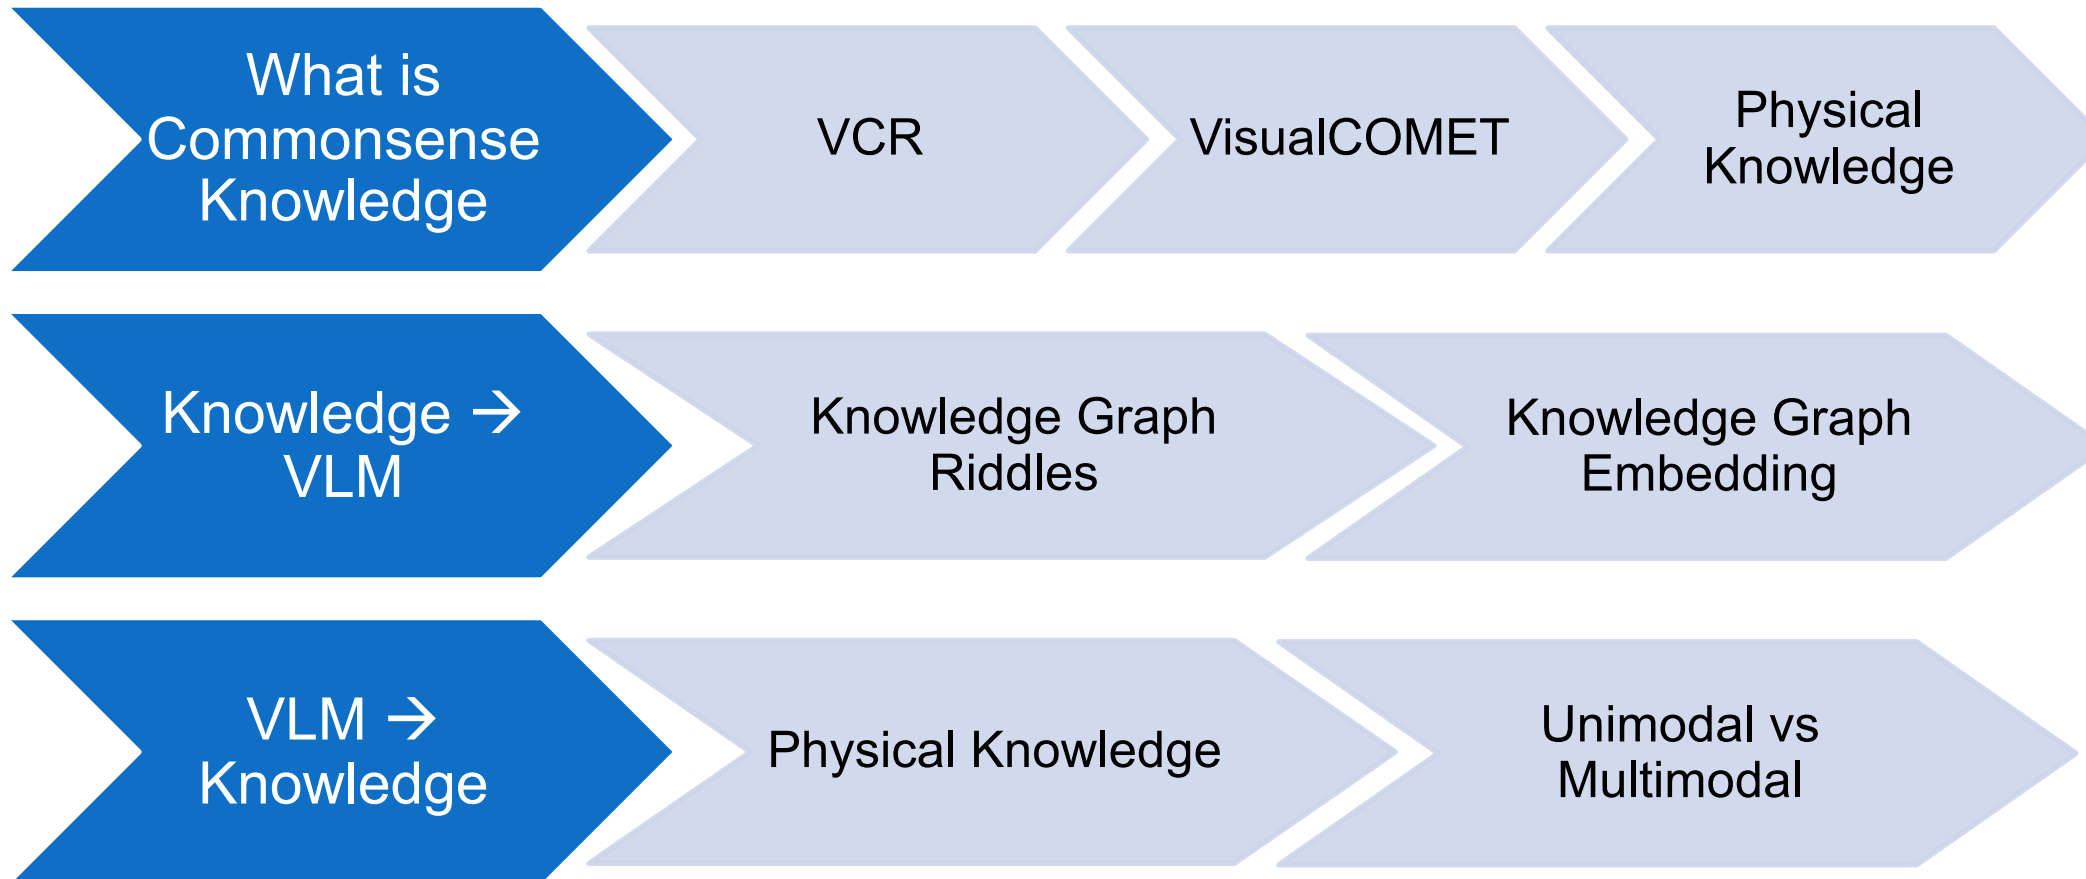 What is
Commonsense
Knowledge
VCR
VisualCOMET
Physical
Knowledge
Knowledge →
VLM
Knowledge Graph
Riddles
Knowledge Graph
Embedding
VLM →
Knowledge
Physical Knowledge
Unimodal vs
Multimodal